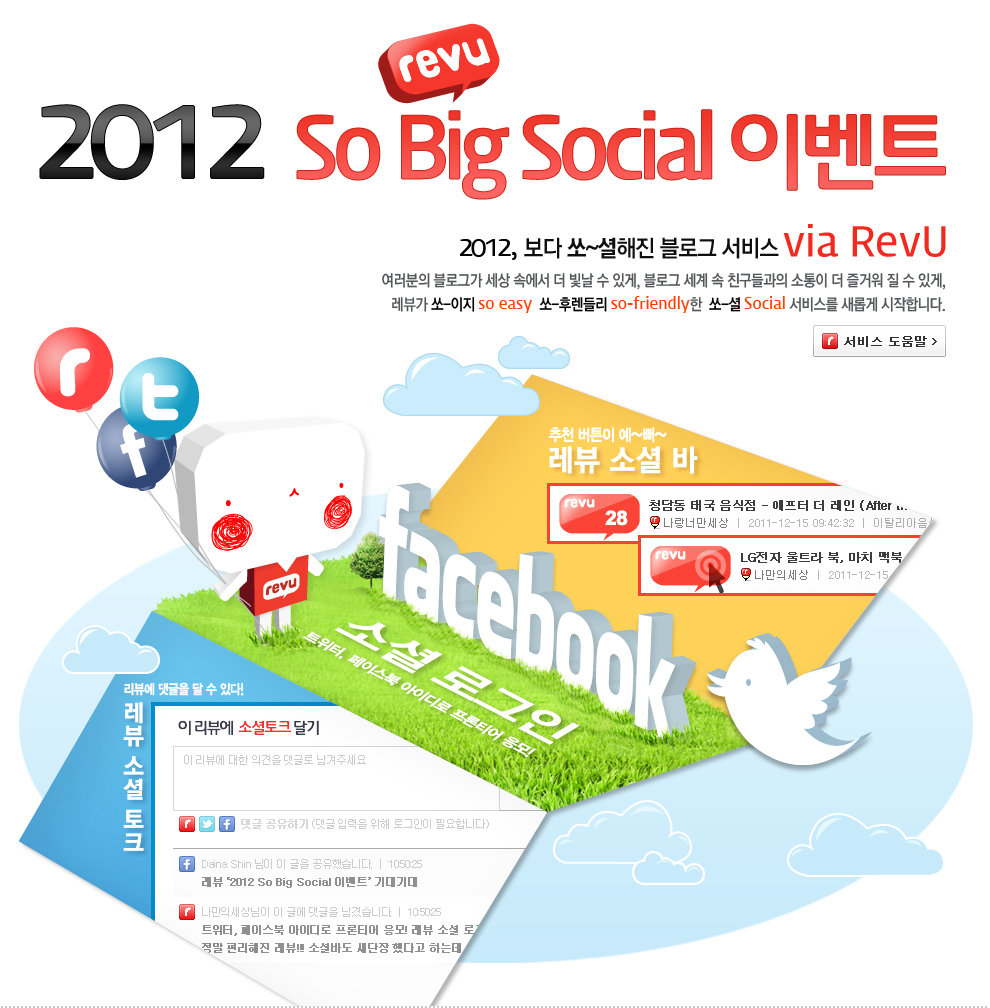 revu
2012 So Big Social 이벤트
2012, 보다 쏘~셜해진 블로그 서비스 via RevU
여러분의 블로그가 세상 속에서 더 빛날 수 있게, 블로그 세계 속 친구들과의 소통이 더 즐거워 질 수 있게,
레뷰가 쏘-이지 so easy 쏘-후렌들리 so-friendly한 쏘-셜 Social 서비스를 새롭게 시작합니다.
r 서비스 도움말 >
r
t
f
추천 버튼이 예~뻐~
레뷰 소셜 바
revu 28
청담동 태국 음식점 - 애프터 더 레인 (After th
나랑너만세상 | 2011-12-15 09:42:32 | 이탈리아음
revu
LG전자 울트라 북, 마치 맥북
나만의세상 | 2011-12-15
revu
facebook
소셜 로그인
트위터, 페이스북 아이디로 프론티어 응모!
리뷰에 댓글을 달 수 있다!
레뷰 소셜 토크
이 리뷰에 소셜토크 달기
이 리뷰에 대한 의견을 댓글로 남겨주세요
r f 댓글 공유하기 (댓글 입력을 위해 로그인이 필요합니다)
f Daina Shin 님이 이 글을 공유했습니다. | 10:50:25
레뷰 '2012 So Big Social 이벤트' 기대기대
r 나만의세상님이 이 글에 댓글을 남겼습니다. | 10:50:25
트위터, 페이스북 아이디로 프론티어 응모! 레뷰 소셜 로그
정말 편리해진 레뷰!!! 소셜바도 새단장 했다고 하는데